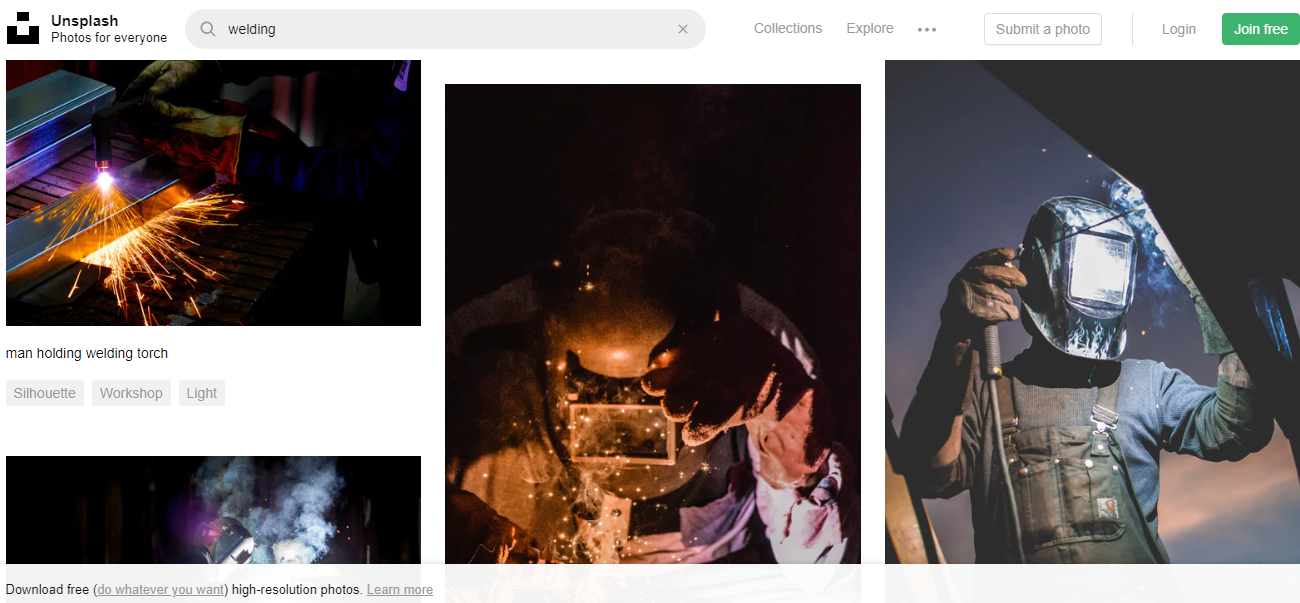 Unsplash
Photos for everyone
welding
Collections
Explore
Submit a photo
Login
Join free
man holding welding torch
Silhouette
Workshop
Light
Download free (do whatever you want) high-resolution photos. Learn more